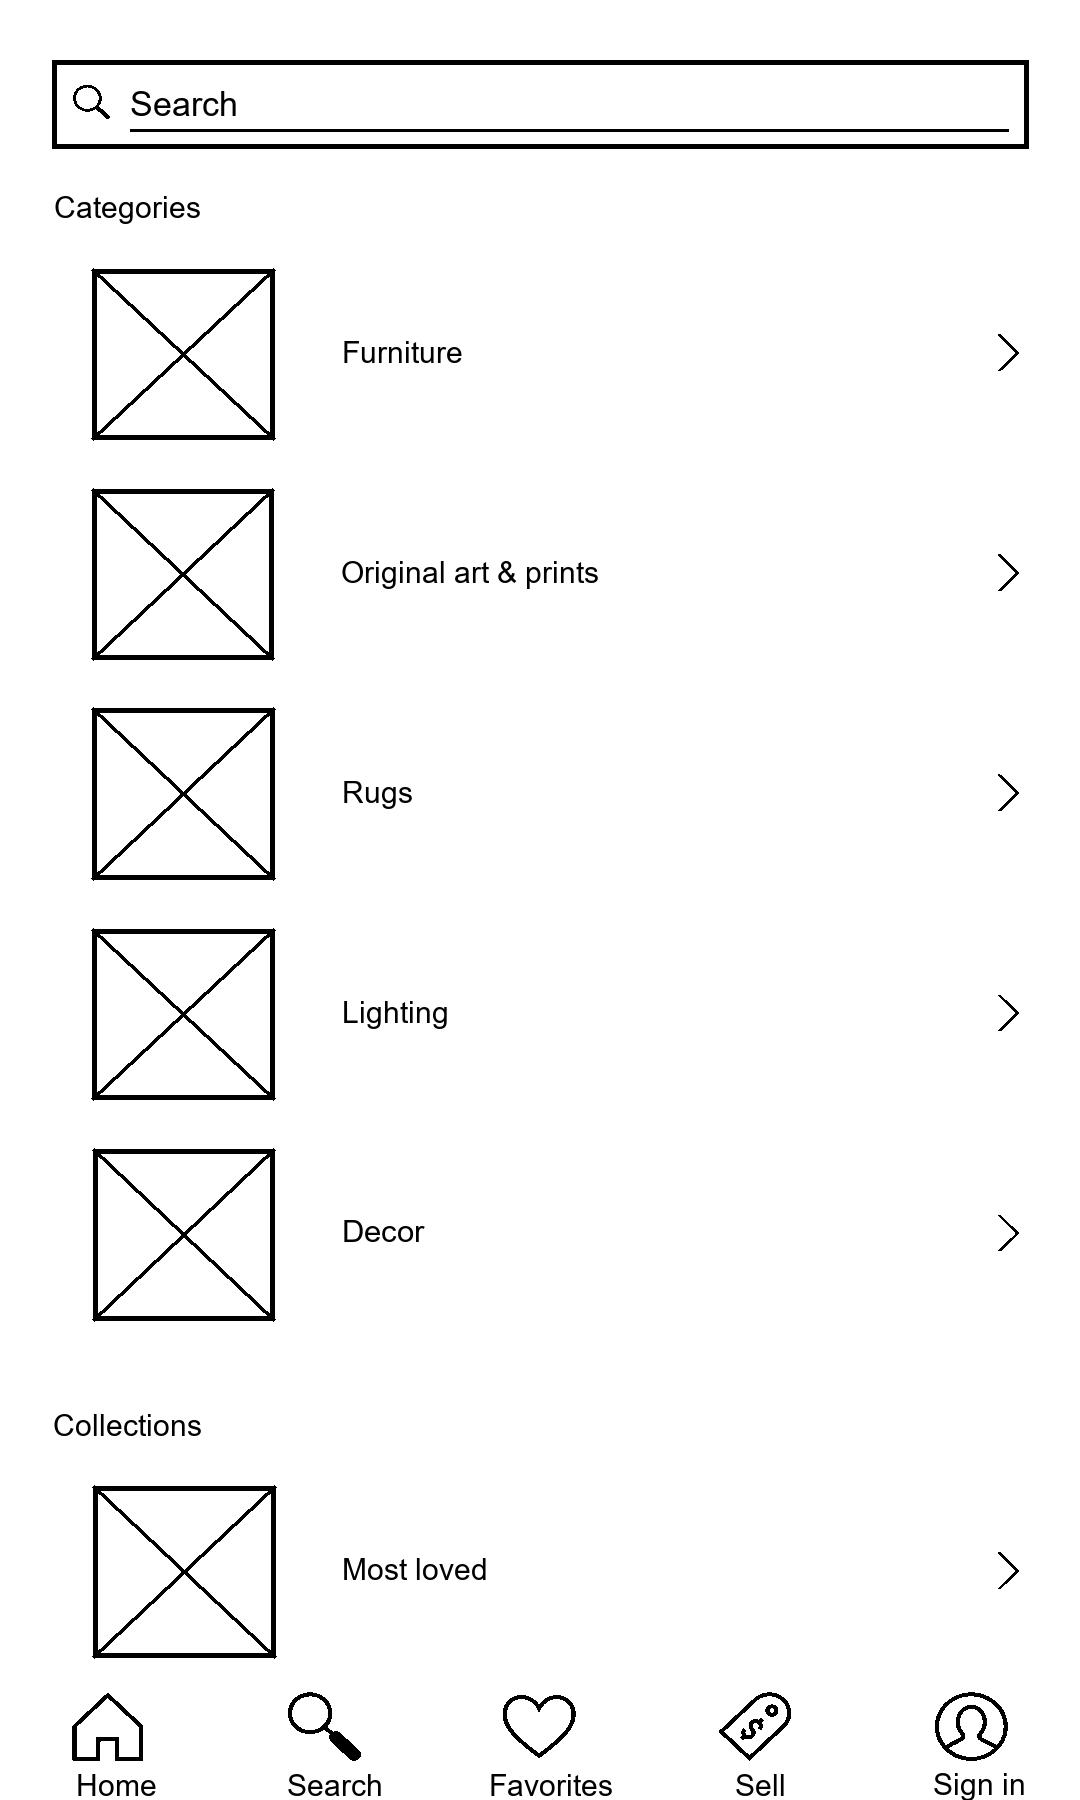 Search
Categories
Furniture
Original art & prints
Rugs
Lighting
Decor
Collections
Most loved
Home
Search
Favorites
Sell
Sign in